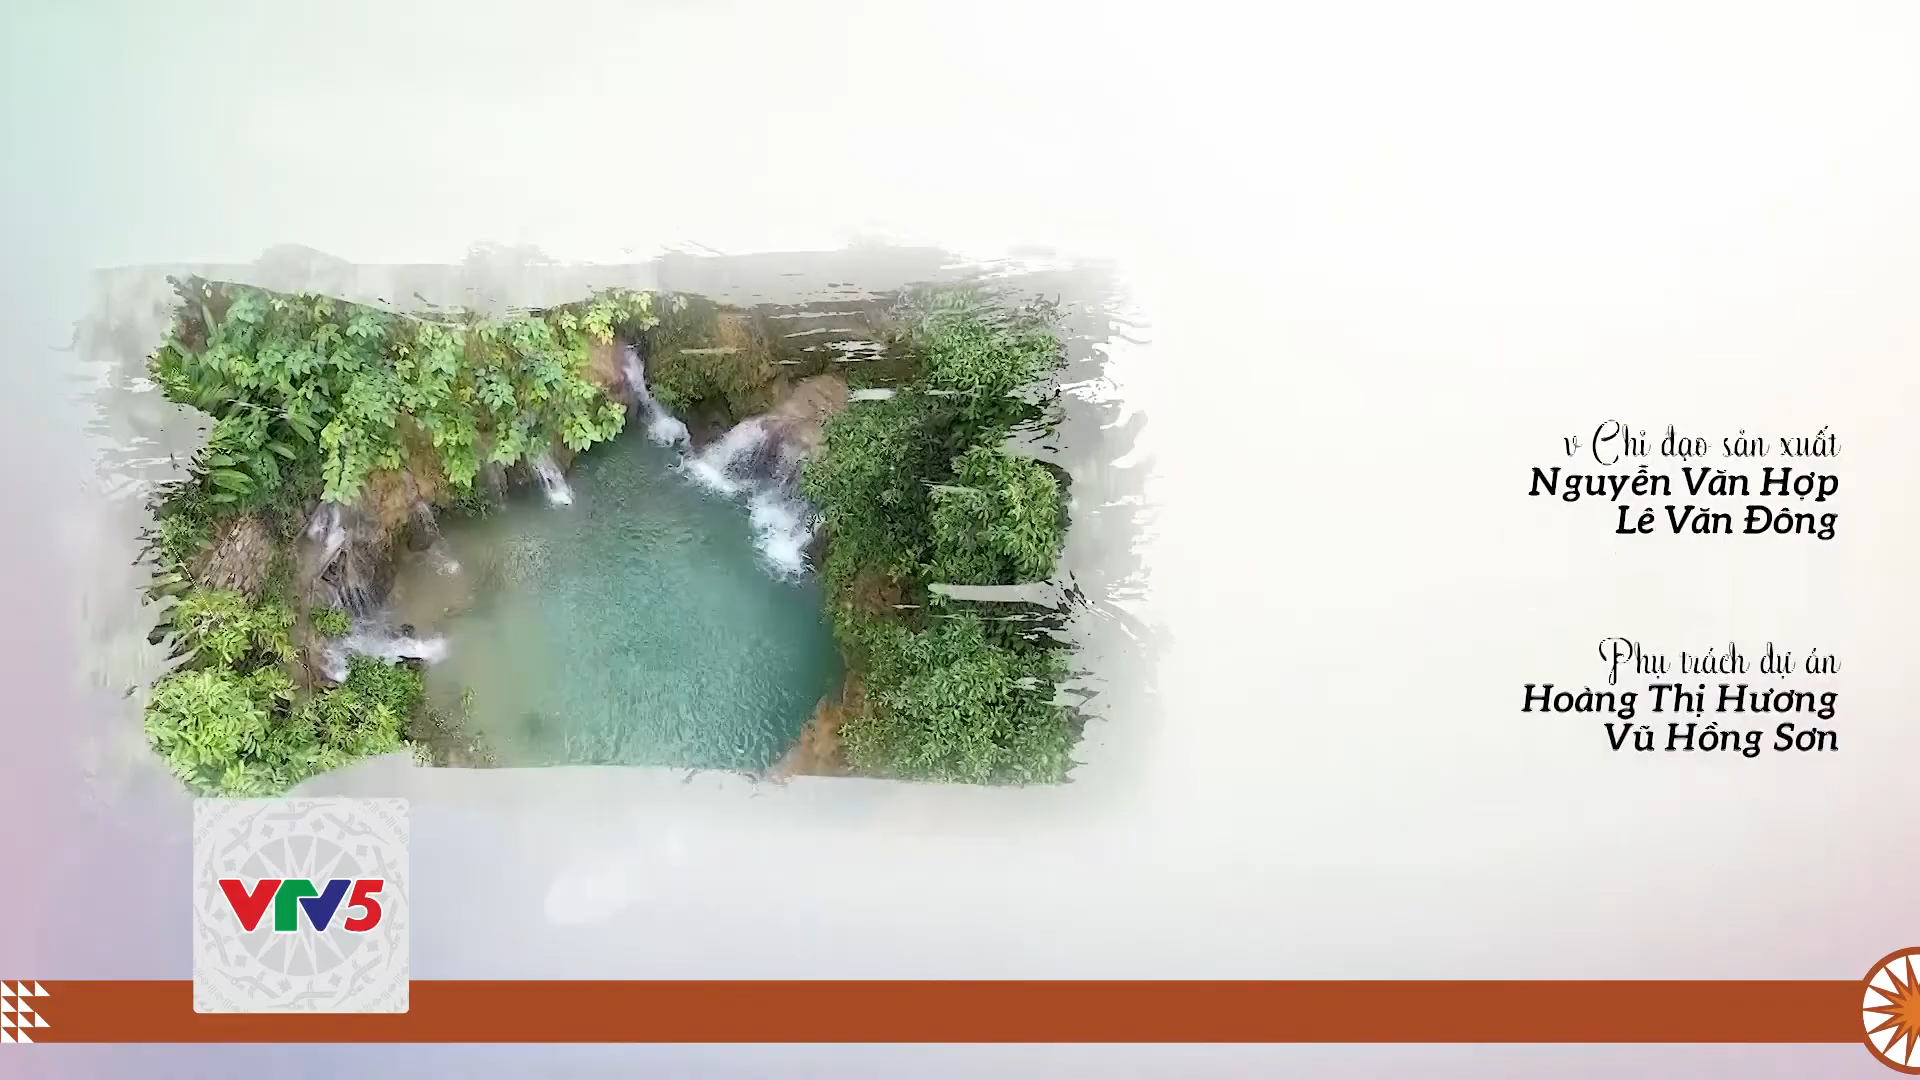 v Chỉ đạo sản xuất
Nguyễn Văn Hợp
Lê Văn Đông
Phụ trách dự án
Hoàng Thị Hương
Vũ Hồng Sơn
VTV5